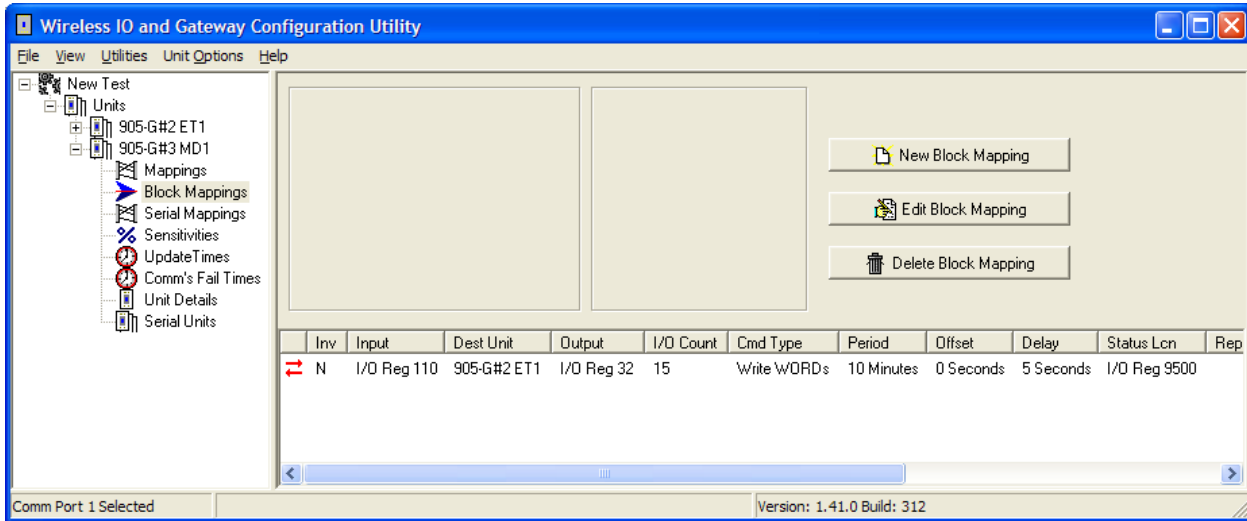 Wireless IO and Gateway Configuration Utility
File View Utilities Unit Options Help
New Test
Units
905-G#2 ET1
905-G#3 MD1
Mappings
Block Mappings
Serial Mappings
Sensitivities
UpdateTimes
Comm's Fail Times
Unit Details
Serial Units
New Block Mapping
Edit Block Mapping
Delete Block Mapping
Inv Input Dest Unit Output I/O Count Cmd Type Period Offset Delay Status Lcn Rep
N I/O Reg 110 905-G#2 ET1 I/O Reg 32 15 Write WORDs 10 Minutes 0 Seconds 5 Seconds I/O Reg 9500
Comm Port 1 Selected Version: 1.41.0 Build: 312